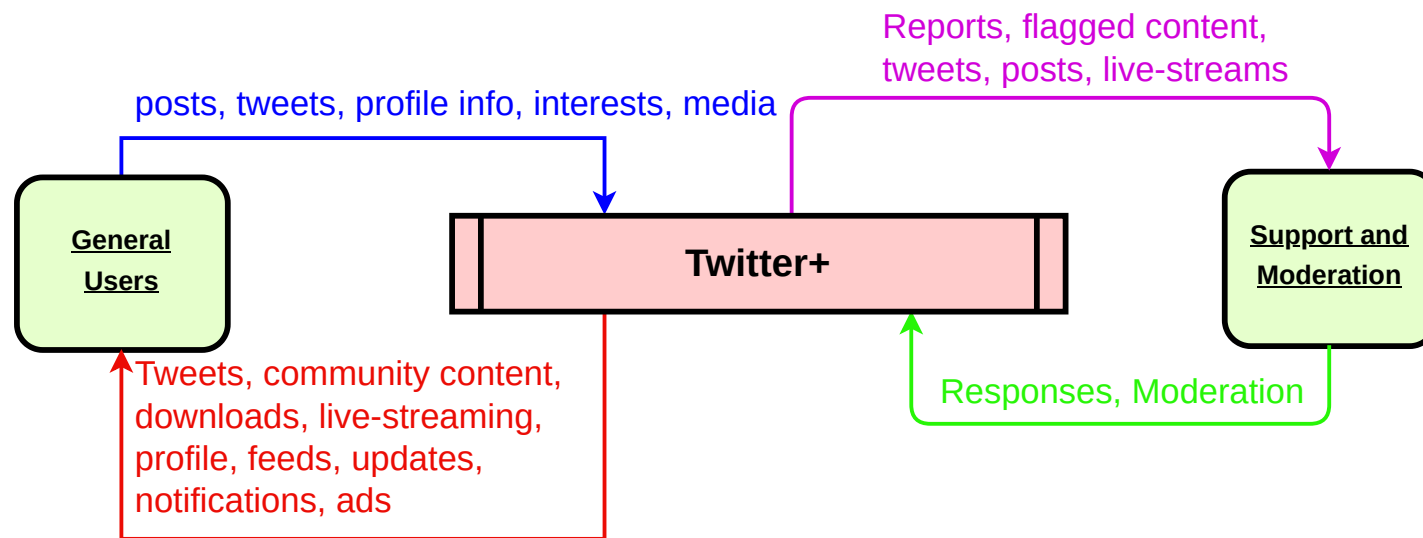 Reports, flagged content,
tweets, posts, live-streams
posts, tweets, profile info, interests, media
General
Users
Twitter+
Support and
Moderation
Tweets, community content,
downloads, live-streaming,
profile, feeds, updates,
notifications, ads
Responses, Moderation